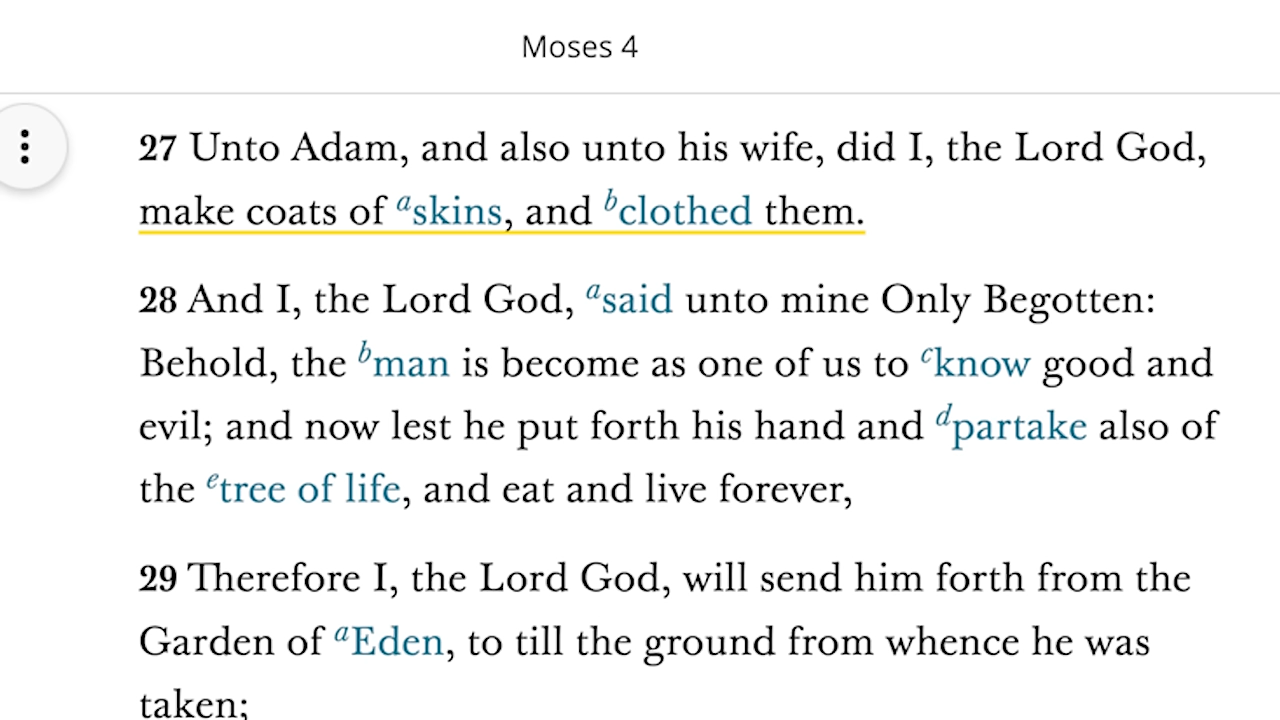 Moses 4
27 Unto Adam, and also unto his wife, did I, the Lord God,
make coats of askins, and bclothed them.
28 And I, the Lord God, asaid unto mine Only Begotten:
Behold, the bman is become as one of us to cknow good and
evil; and now lest he put forth his hand and dpartake also of
the etree of life, and eat and live forever,
29 Therefore I, the Lord God, will send him forth from the
Garden of aEden, to till the ground from whence he was
taken;